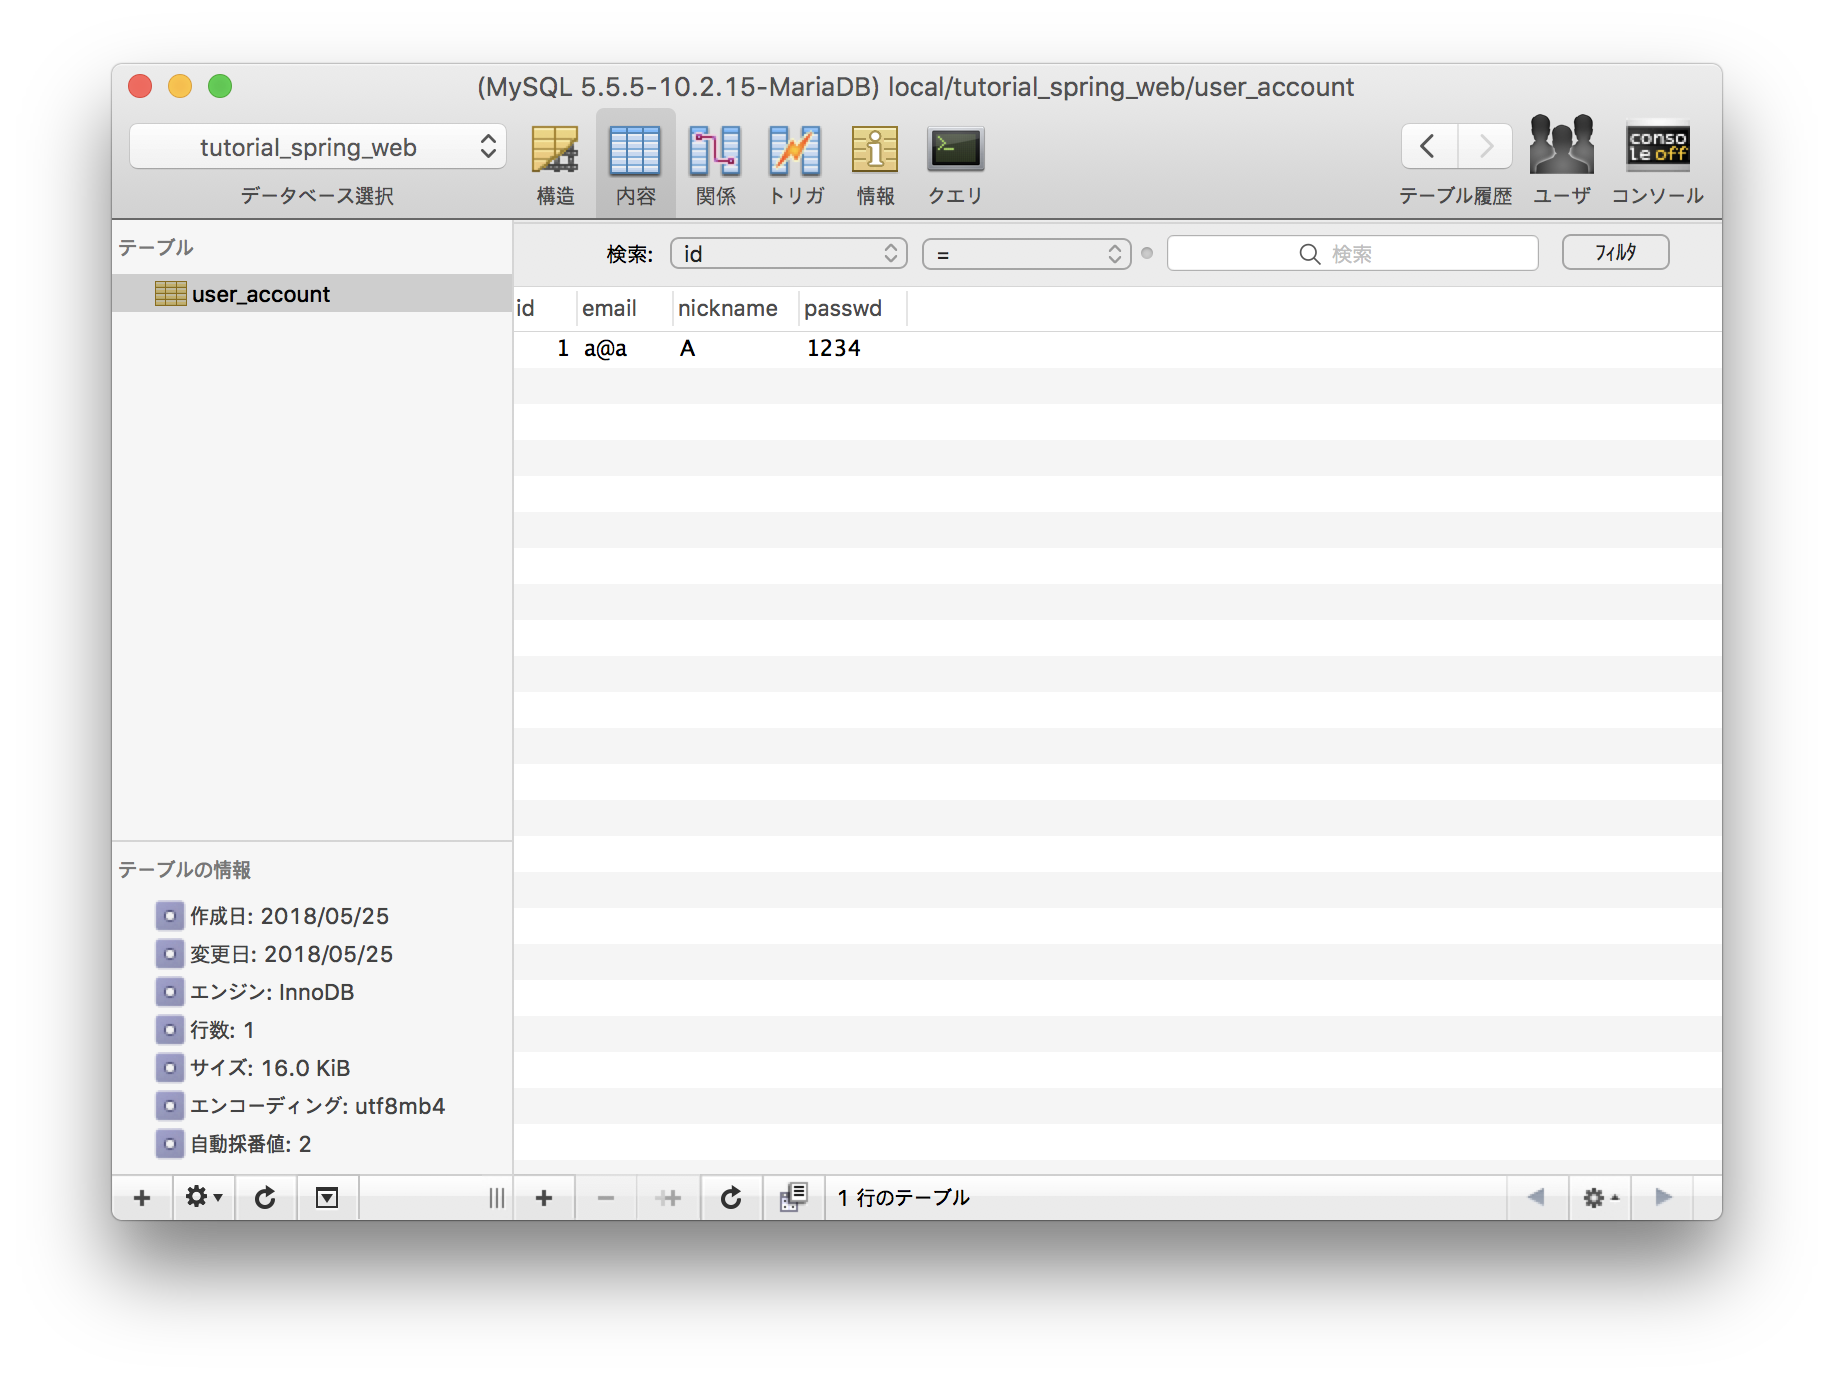 (MySQL 5.5.5-10.2.15-MariaDB) local/tutorial_spring_web/user_account
tutorial_spring_web
データベース選択
構造
内容
関係
トリガ
情報
クエリ
テーブル履歴
ユーザ
conso
le off
コンソール
テーブル
user_account
検索:
id
=
検索
フィルタ
id email nickname passwd
1 a@a A 1234
テーブルの情報
作成日: 2018/05/25
変更日: 2018/05/25
エンジン: InnoDB
行数: 1
サイズ: 16.0 KiB
エンコーディング: utf8mb4
自動採番値: 2
1 行のテーブル